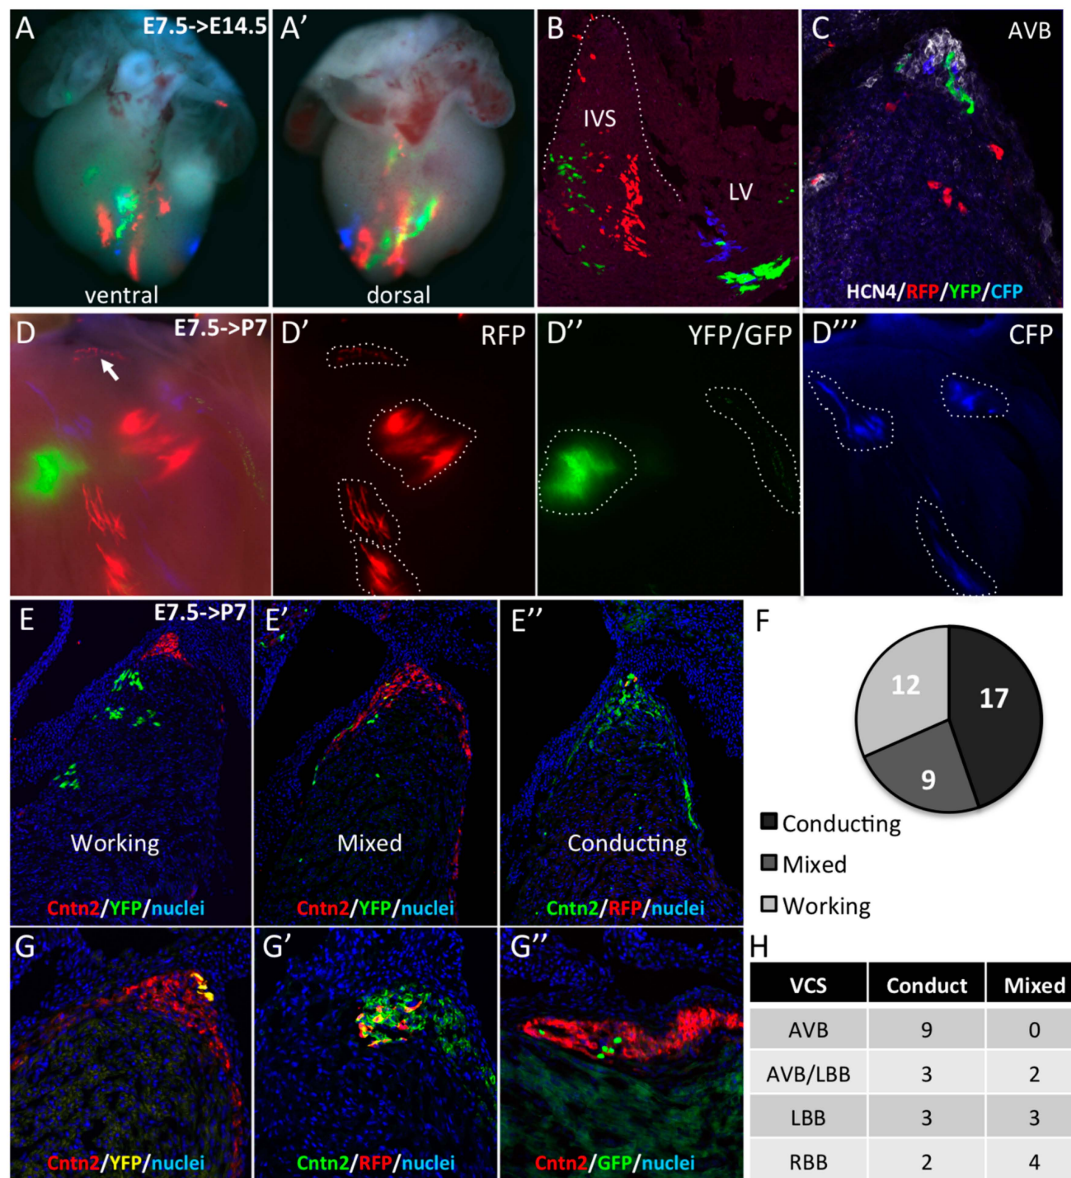 A E7.5->E14.5
ventral
A'
dorsal
B
IVS
LV
C AVB
HCN4/RFP/YFP/CFP
D E7.5->P7
D' RFP
D'' YFP/GFP
D''' CFP
E E7.5->P7
Working
Cntn2/YFP/nuclei
E'
Mixed
Cntn2/YFP/nuclei
E''
Conducting
Cntn2/RFP/nuclei
F
12
17
9
Conducting
Mixed
Working
G
Cntn2/YFP/nuclei
G'
Cntn2/RFP/nuclei
G''
Cntn2/GFP/nuclei
H
VCS Conduct Mixed
AVB 9 0
AVB/LBB 3 2
LBB 3 3
RBB 2 4